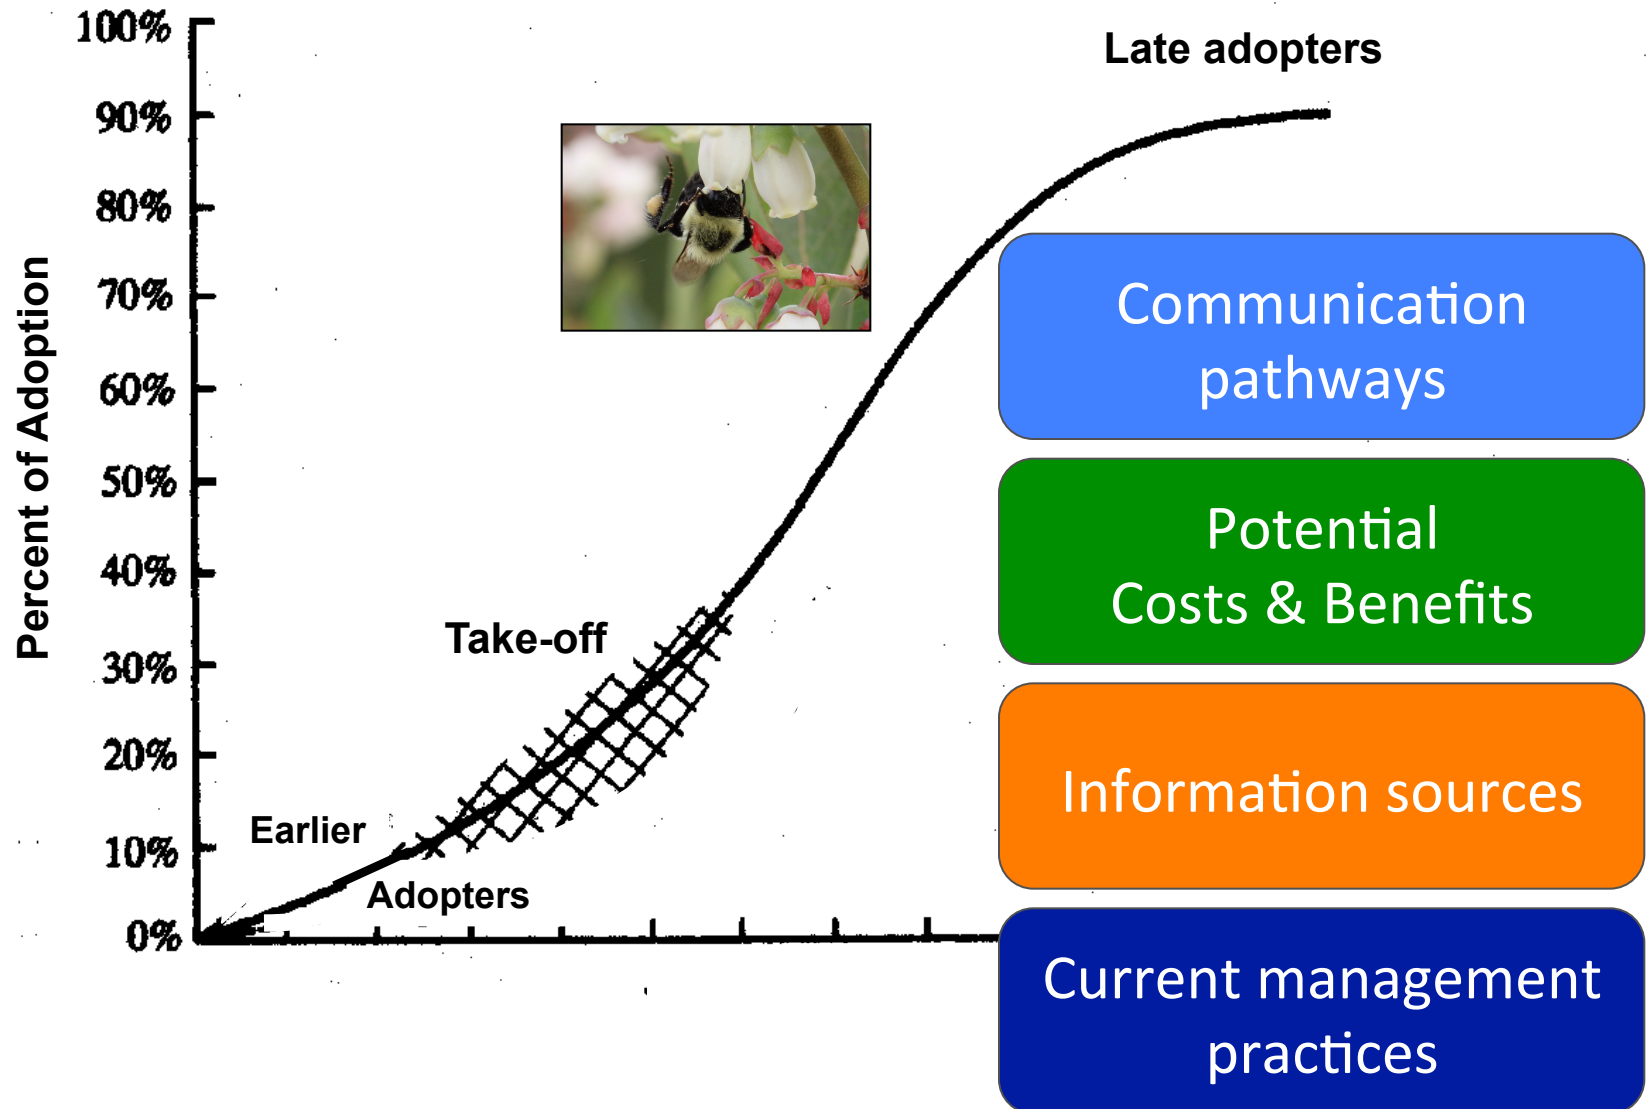 100%
Late adopters
90%
80%
70%
60%
50%
40%
30%
20%
10%
0%
Percent of Adoption
Take-off
Earlier
Adopters
Communication
pathways
Potential
Costs & Benefits
Information sources
Current management
practices